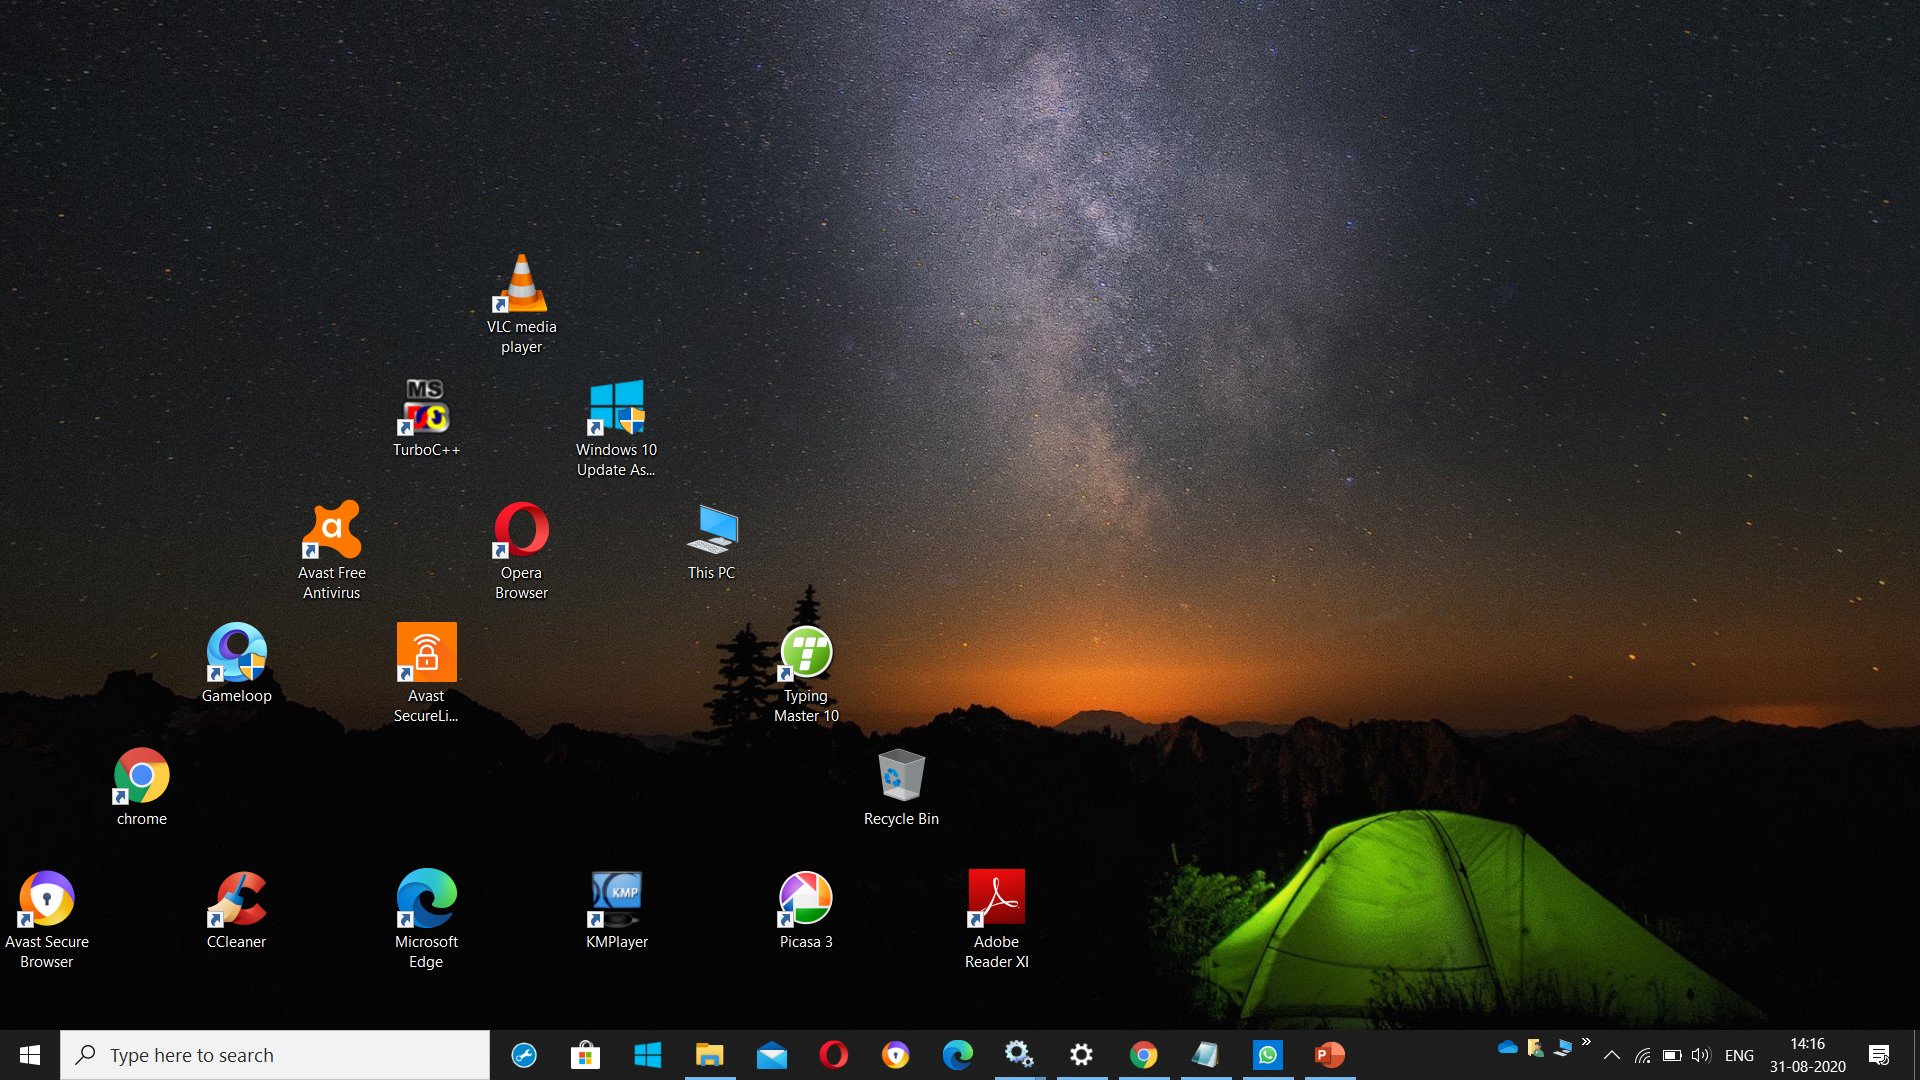 VLC media
player
MS
TurboC++
Windows 10
Update As...
a
Avast Free
Antivirus
Opera
Browser
This PC
Gameloop
Avast
SecureLi...
T
Typing
Master 10
chrome
Recycle Bin
Avast Secure
Browser
CCleaner
Microsoft
Edge
KMP
KMPlayer
Picasa 3
Adobe
Reader XI
Type here to search
P
ENG
14:16
31-08-2020